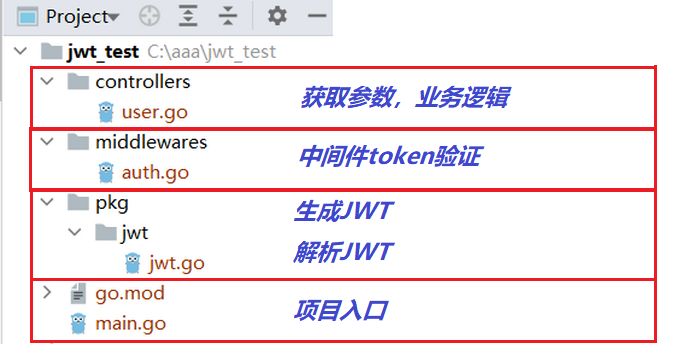 Project
jwt_test C:\aaa\jwt_test
controllers
获取参数，业务逻辑
user.go
middlewares
中间件token验证
auth.go
pkg
生成JWT
jwt
解析JWT
jwt.go
go.mod
项目入口
main.go